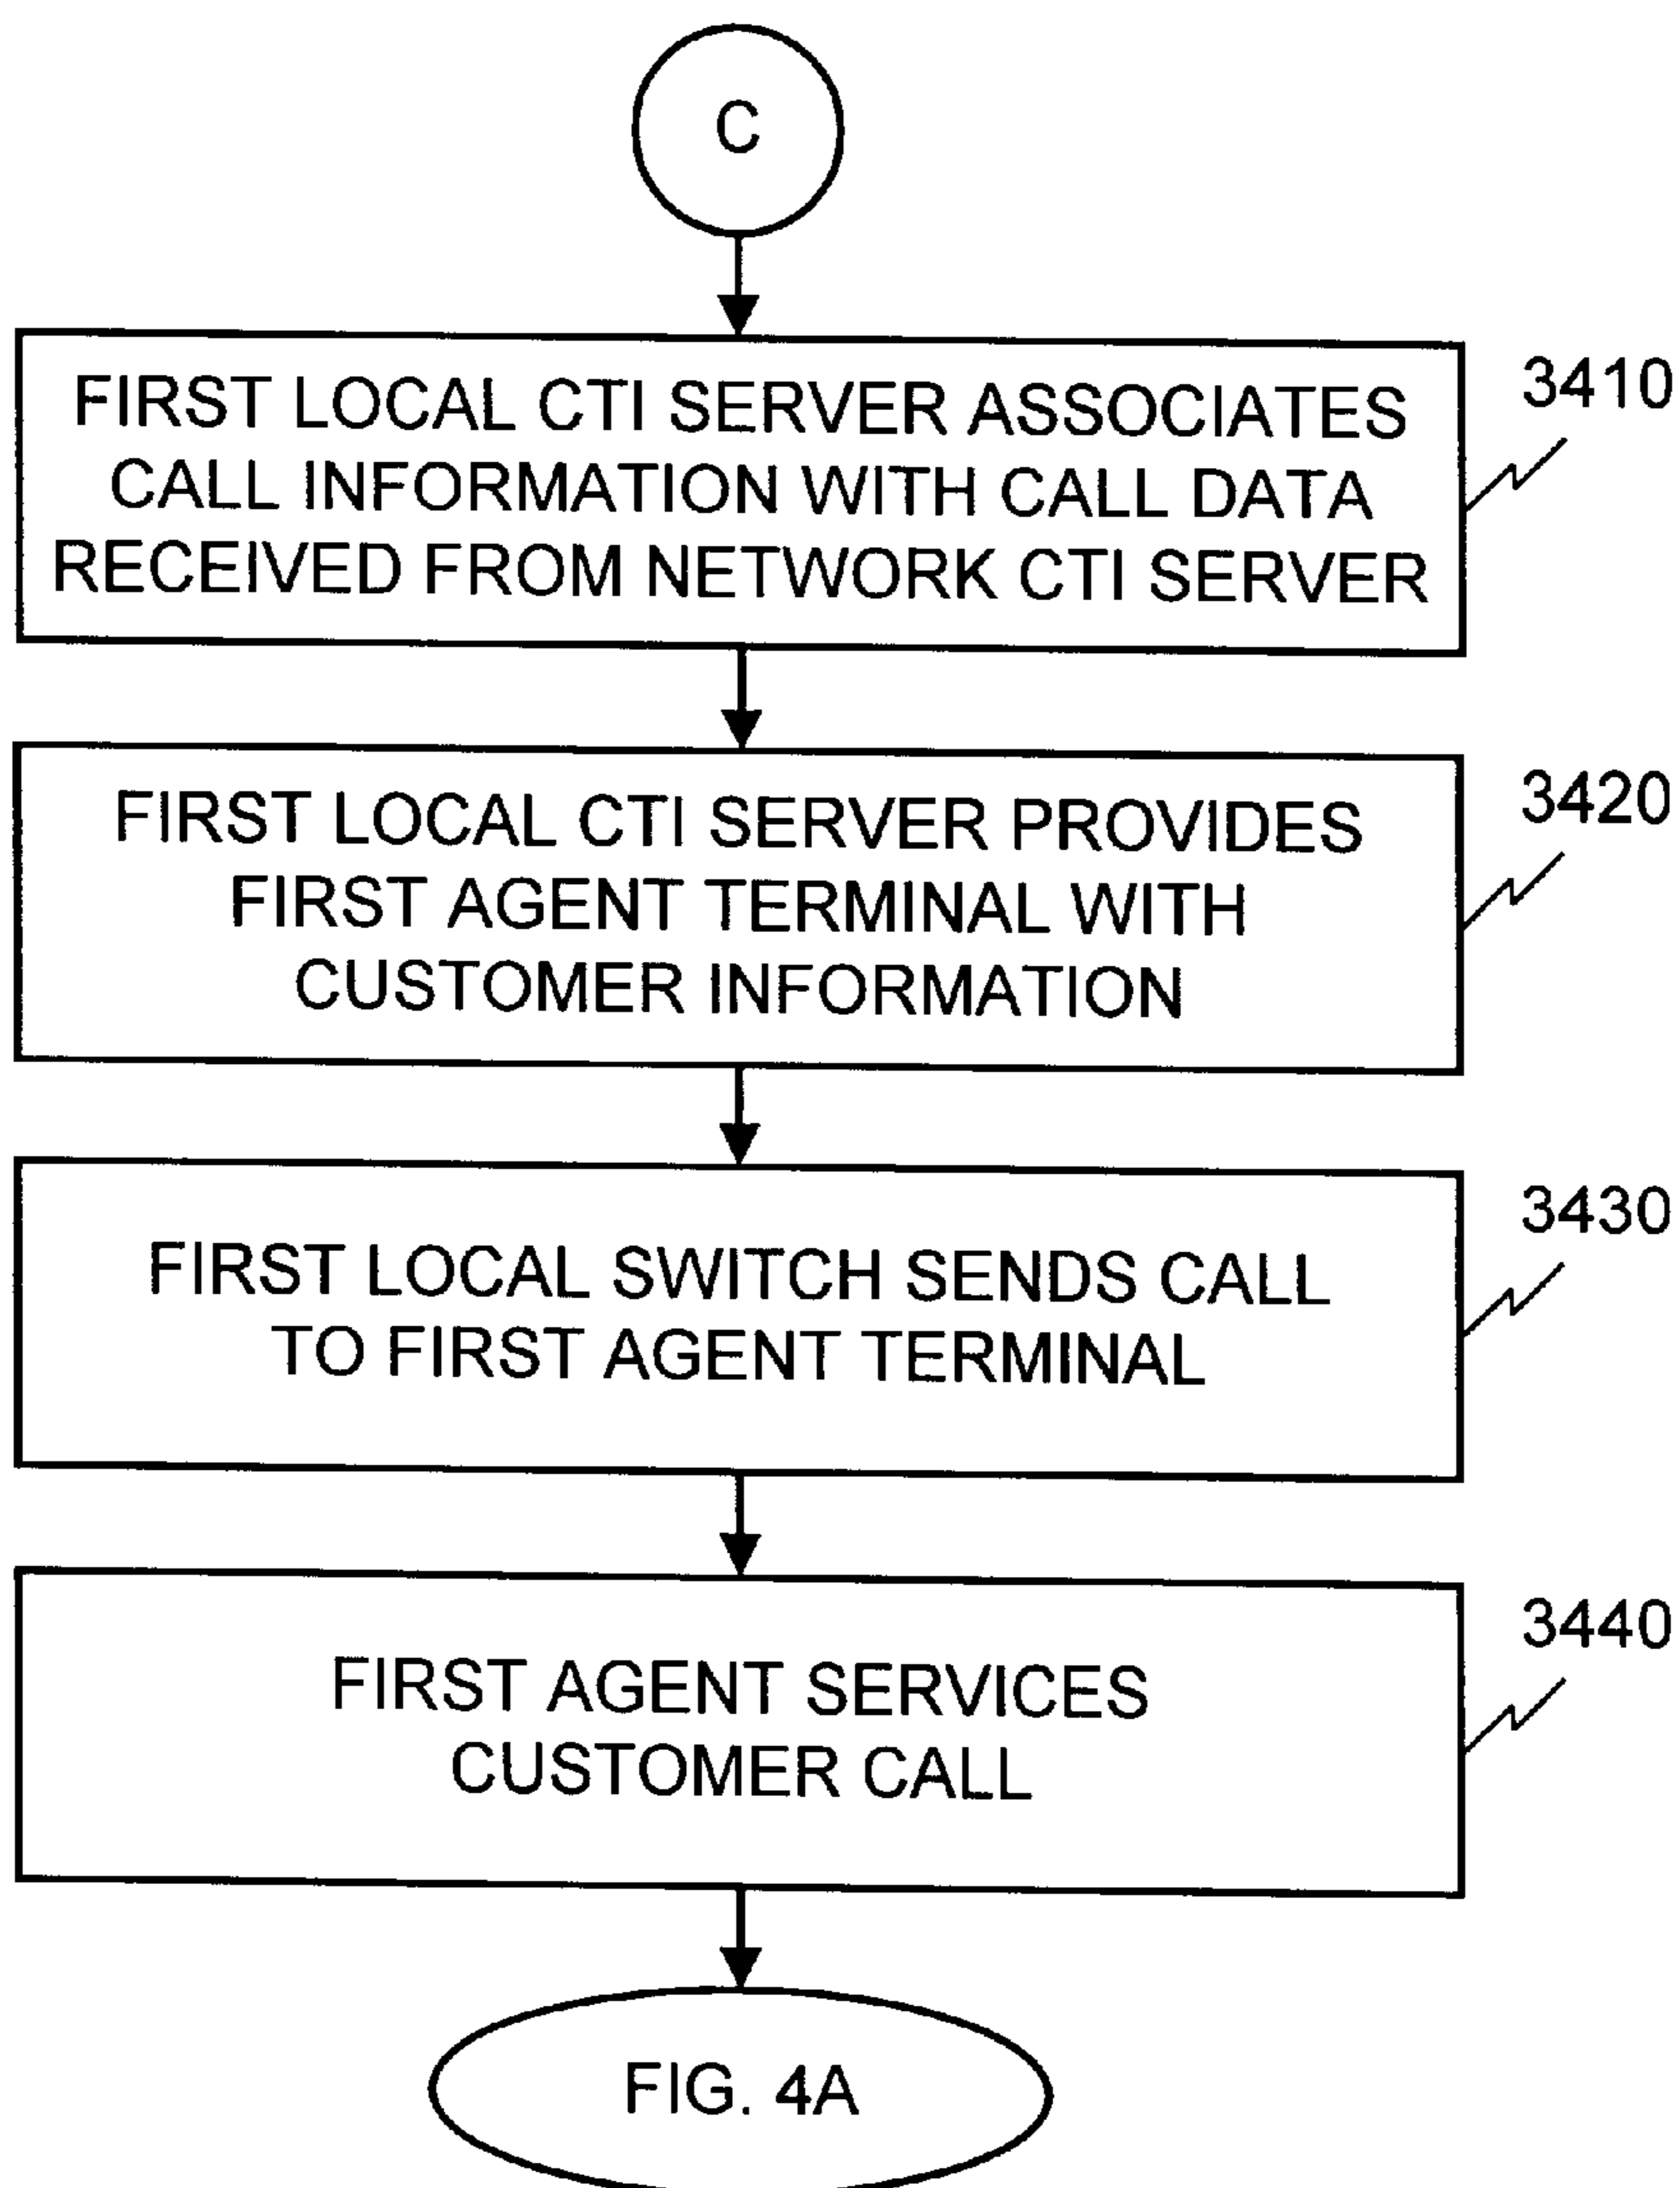 C
FIRST LOCAL CTI SERVER ASSOCIATES
CALL INFORMATION WITH CALL DATA
RECEIVED FROM NETWORK CTI SERVER
3410
FIRST LOCAL CTI SERVER PROVIDES
FIRST AGENT TERMINAL WITH
CUSTOMER INFORMATION
3420
FIRST LOCAL SWITCH SENDS CALL
TO FIRST AGENT TERMINAL
3430
FIRST AGENT SERVICES
CUSTOMER CALL
3440
FIG. 4A